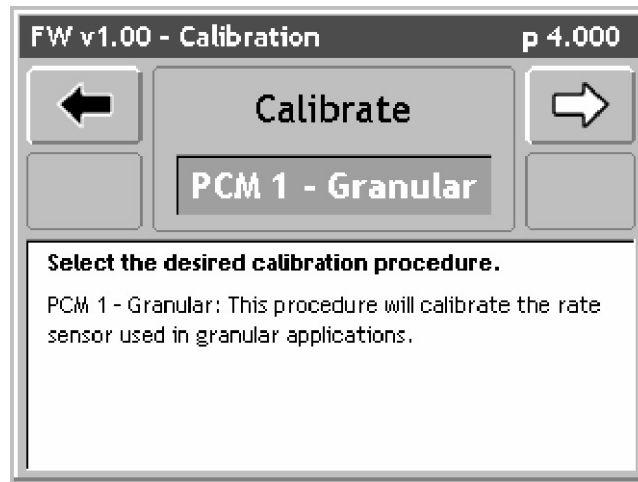 FW v1.00 - Calibration p 4.000
Calibrate
PCM 1 - Granular
Select the desired calibration procedure.
PCM 1 - Granular: This procedure will calibrate the rate
sensor used in granular applications.